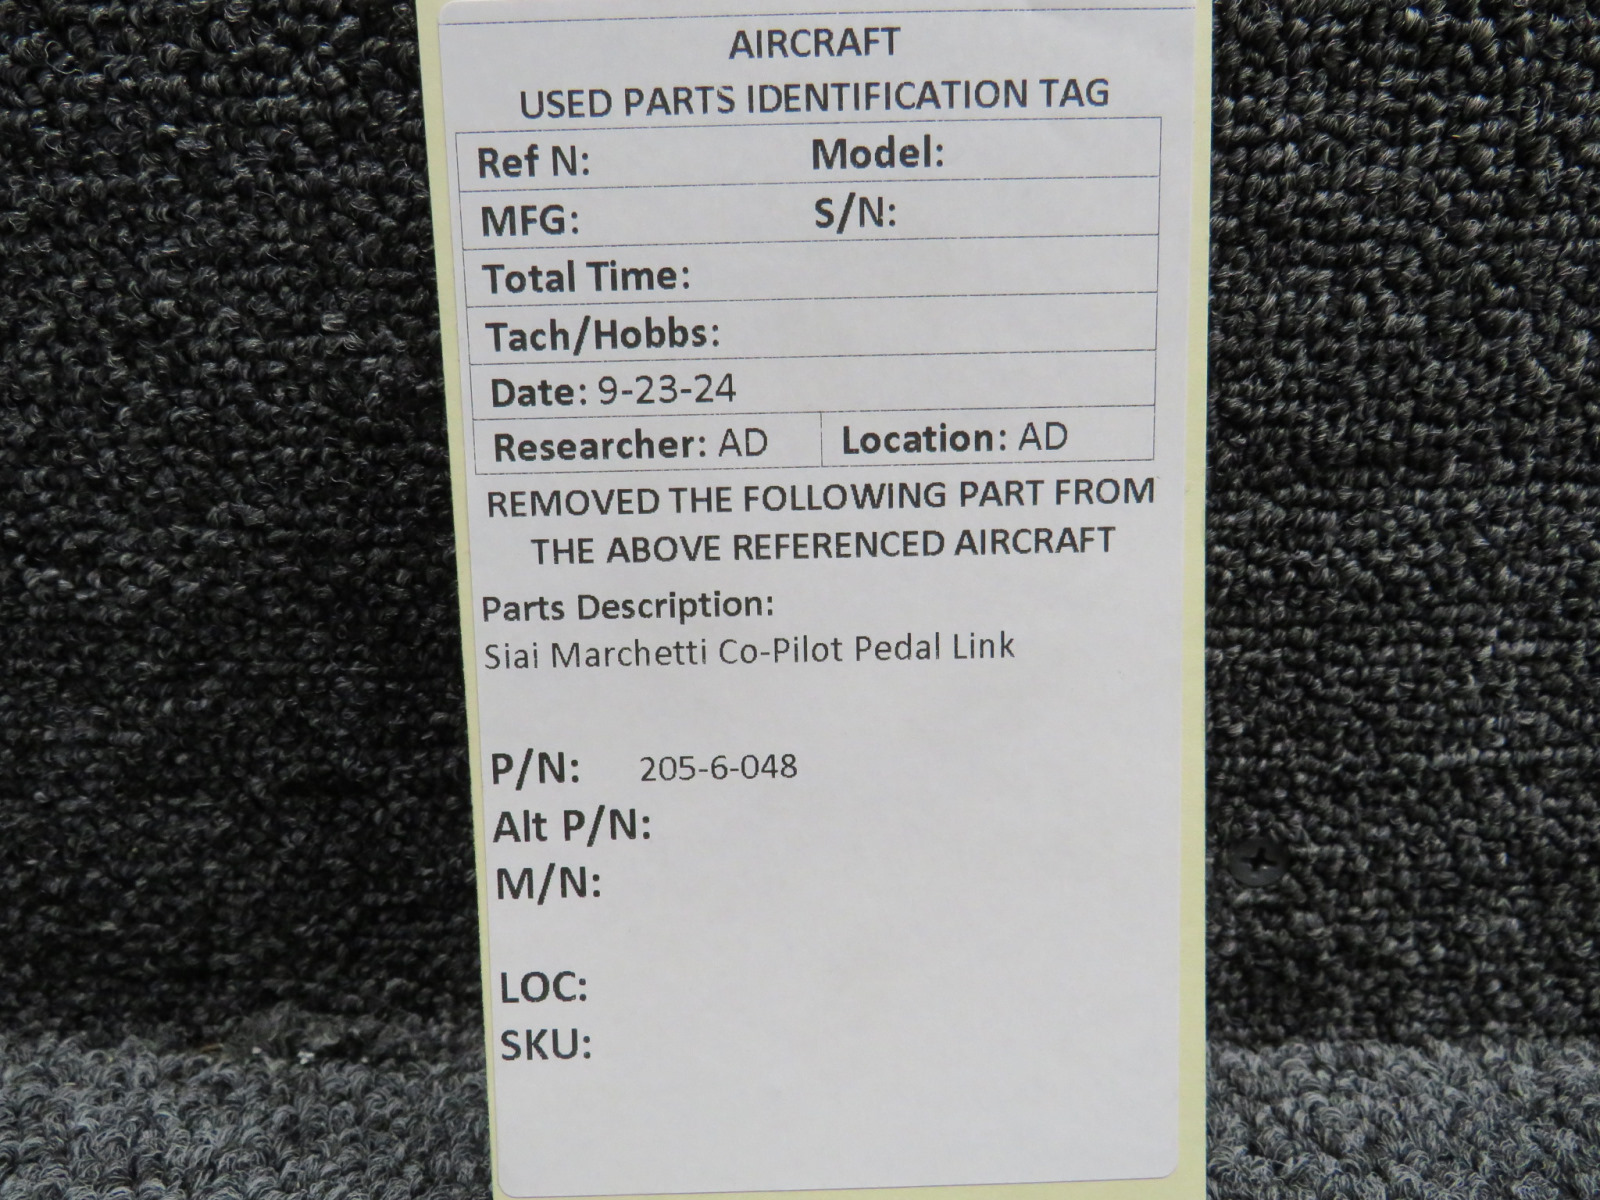 AIRCRAFT
USED PARTS IDENTIFICATION TAG
Ref N: Model:
MFG: S/N:
Total Time:
Tach/Hobbs:
Date: 9-23-24
Researcher: AD Location: AD
REMOVED THE FOLLOWING PART FROM
THE ABOVE REFERENCED AIRCRAFT
Parts Description:
Siai Marchetti Co-Pilot Pedal Link
P/N: 205-6-048
Alt P/N:
M/N:
LOC:
SKU: